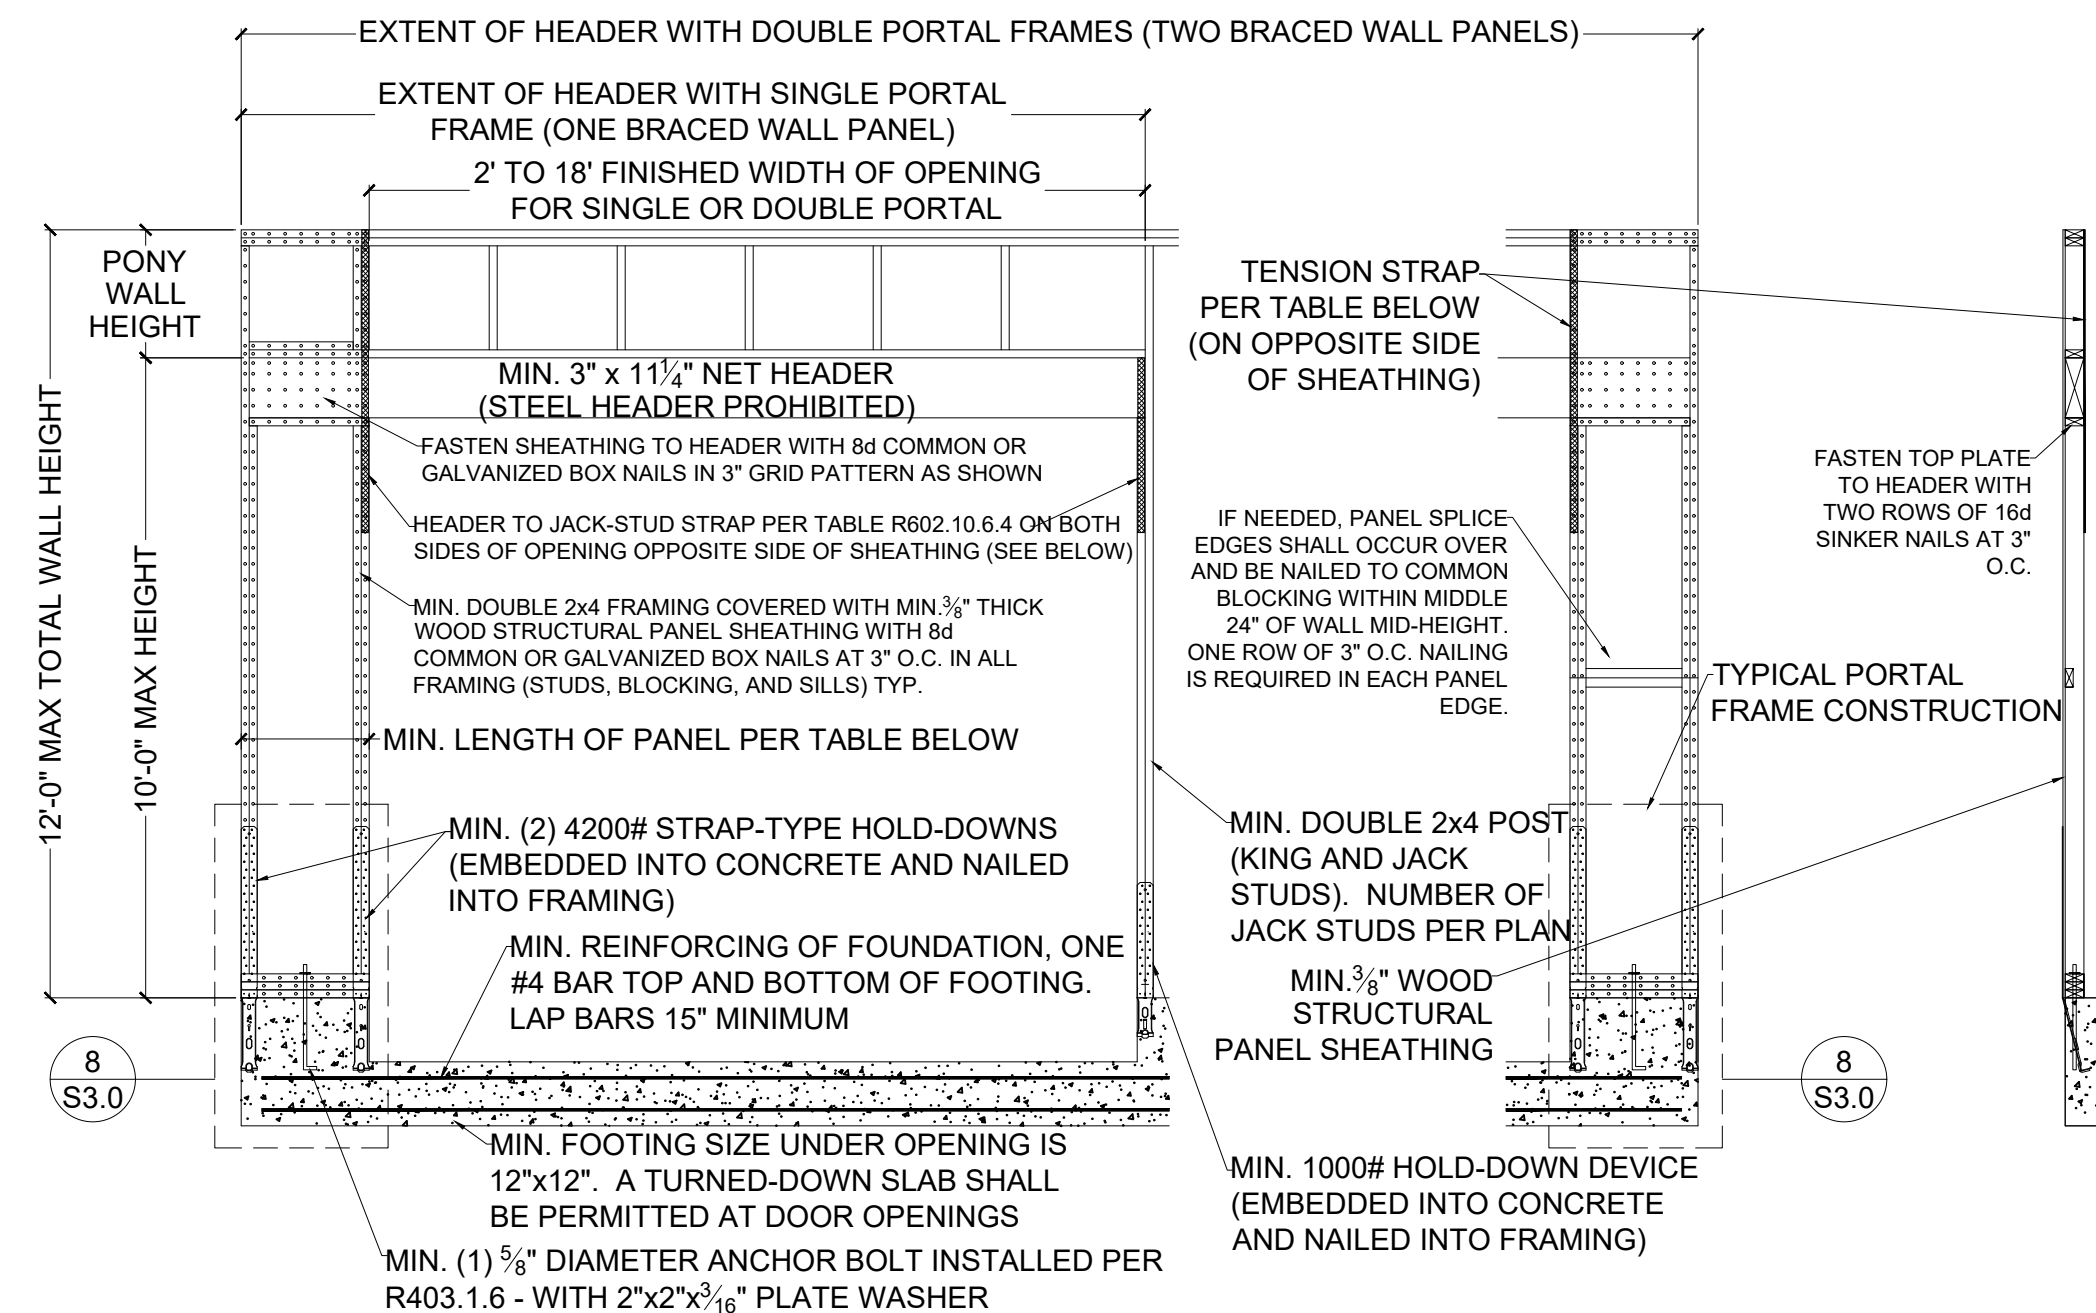 EXTENT OF HEADER WITH DOUBLE PORTAL FRAMES (TWO BRACED WALL PANELS)
EXTENT OF HEADER WITH SINGLE PORTAL
FRAME (ONE BRACED WALL PANEL)
2' TO 18' FINISHED WIDTH OF OPENING
FOR SINGLE OR DOUBLE PORTAL
PONY
WALL
HEIGHT
12'-0" MAX TOTAL WALL HEIGHT
10'-0" MAX HEIGHT
MIN. 3" x 11¼" NET HEADER
(STEEL HEADER PROHIBITED)
FASTEN SHEATHING TO HEADER WITH 8d COMMON OR
GALVANIZED BOX NAILS IN 3" GRID PATTERN AS SHOWN
HEADER TO JACK-STUD STRAP PER TABLE R602.10.6.4 ON BOTH
SIDES OF OPENING OPPOSITE SIDE OF SHEATHING (SEE BELOW)
MIN. DOUBLE 2x4 FRAMING COVERED WITH MIN.⅜" THICK
WOOD STRUCTURAL PANEL SHEATHING WITH 8d
COMMON OR GALVANIZED BOX NAILS AT 3" O.C. IN ALL
FRAMING (STUDS, BLOCKING, AND SILLS) TYP.
MIN. LENGTH OF PANEL PER TABLE BELOW
MIN. (2) 4200# STRAP-TYPE HOLD-DOWNS
(EMBEDDED INTO CONCRETE AND NAILED
INTO FRAMING)
MIN. REINFORCING OF FOUNDATION, ONE
#4 BAR TOP AND BOTTOM OF FOOTING.
LAP BARS 15" MINIMUM
8
S3.0
MIN. FOOTING SIZE UNDER OPENING IS
12"x12". A TURNED-DOWN SLAB SHALL
BE PERMITTED AT DOOR OPENINGS
MIN. (1) ⅝" DIAMETER ANCHOR BOLT INSTALLED PER
R403.1.6 - WITH 2"x2"x3⁄16" PLATE WASHER
TENSION STRAP
PER TABLE BELOW
(ON OPPOSITE SIDE
OF SHEATHING)
IF NEEDED, PANEL SPLICE
EDGES SHALL OCCUR OVER
AND BE NAILED TO COMMON
BLOCKING WITHIN MIDDLE
24" OF WALL MID-HEIGHT.
ONE ROW OF 3" O.C. NAILING
IS REQUIRED IN EACH PANEL
EDGE.
MIN. DOUBLE 2x4 POST
(KING AND JACK
STUDS). NUMBER OF
JACK STUDS PER PLAN
MIN.⅜" WOOD
STRUCTURAL
PANEL SHEATHING
MIN. 1000# HOLD-DOWN DEVICE
(EMBEDDED INTO CONCRETE
AND NAILED INTO FRAMING)
FASTEN TOP PLATE
TO HEADER WITH
TWO ROWS OF 16d
SINKER NAILS AT 3"
O.C.
TYPICAL PORTAL
FRAME CONSTRUCTION
8
S3.0